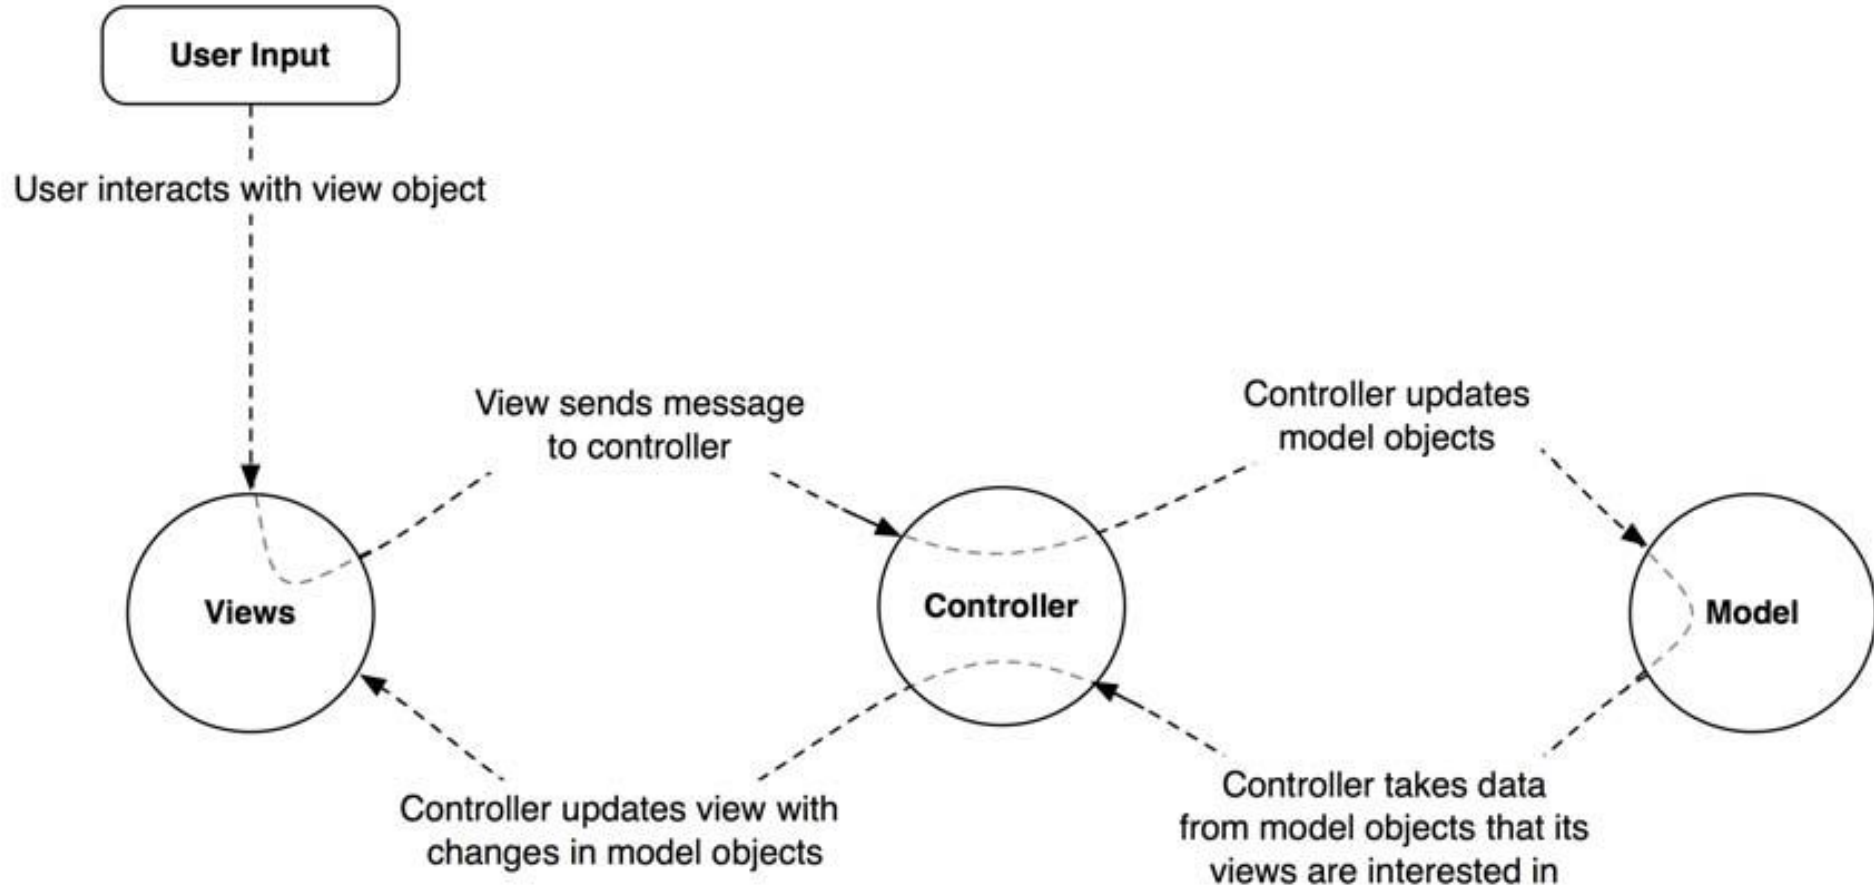 User Input
User interacts with view object
View sends message
to controller
Controller updates
model objects
Views
Controller
Model
Controller updates view with
changes in model objects
Controller takes data
from model objects that its
views are interested in